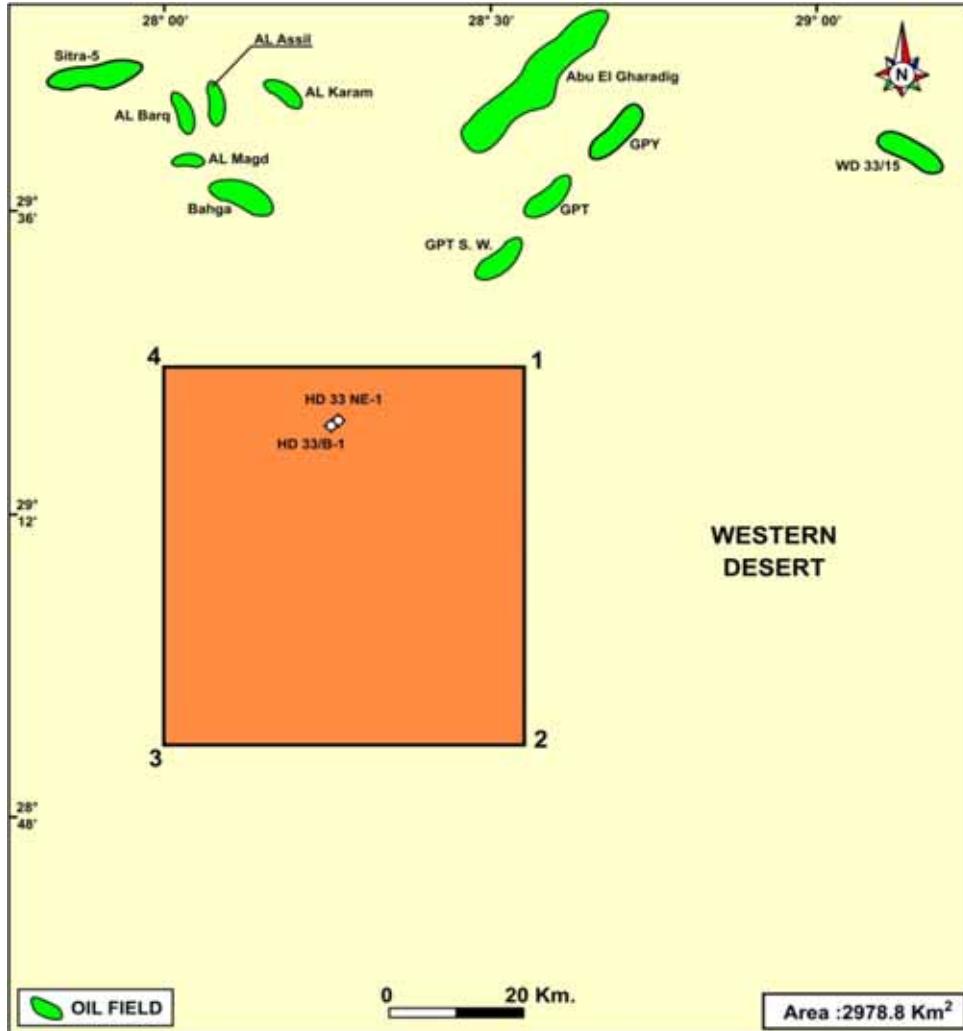 28° 00'
28° 30'
29° 00'
AL Assil
Sitra-5
N
Abu El Gharadig
AL Karam
AL Barq
GPY
AL Magd
WD 33/15
29°
36'
Bahga
GPT
GPT S. W.
4
1
HD 33 NE-1
HD 33/B-1
29°
12'
WESTERN
DESERT
3
2
28°
48'
OIL FIELD
0 20 Km.
Area :2978.8 Km²